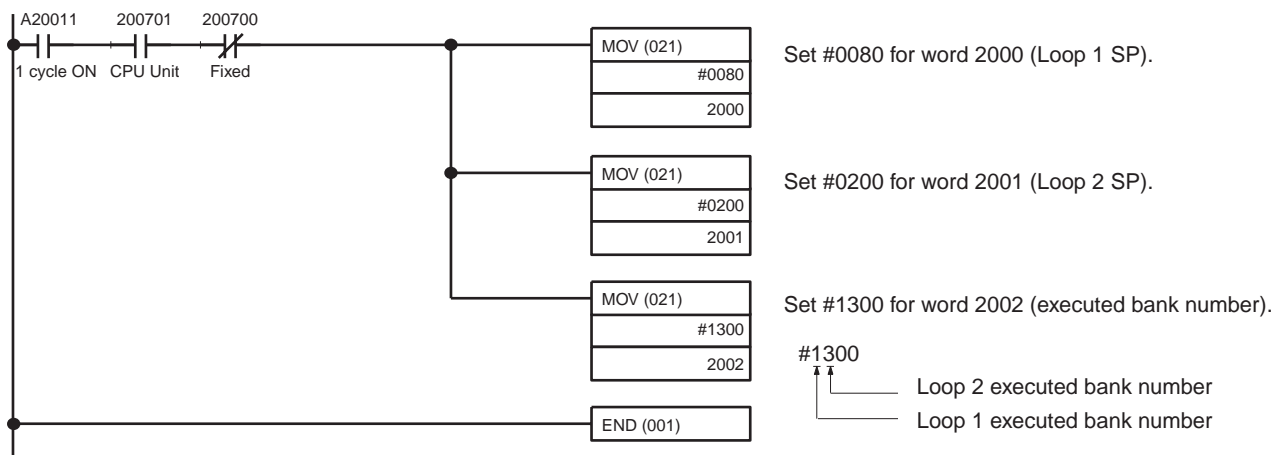 A20011 200701 200700
1 cycle ON CPU Unit Fixed
MOV (021)
#0080
2000
Set #0080 for word 2000 (Loop 1 SP).
MOV (021)
#0200
2001
Set #0200 for word 2001 (Loop 2 SP).
MOV (021)
#1300
2002
Set #1300 for word 2002 (executed bank number).
#1300
Loop 2 executed bank number
Loop 1 executed bank number
END (001)